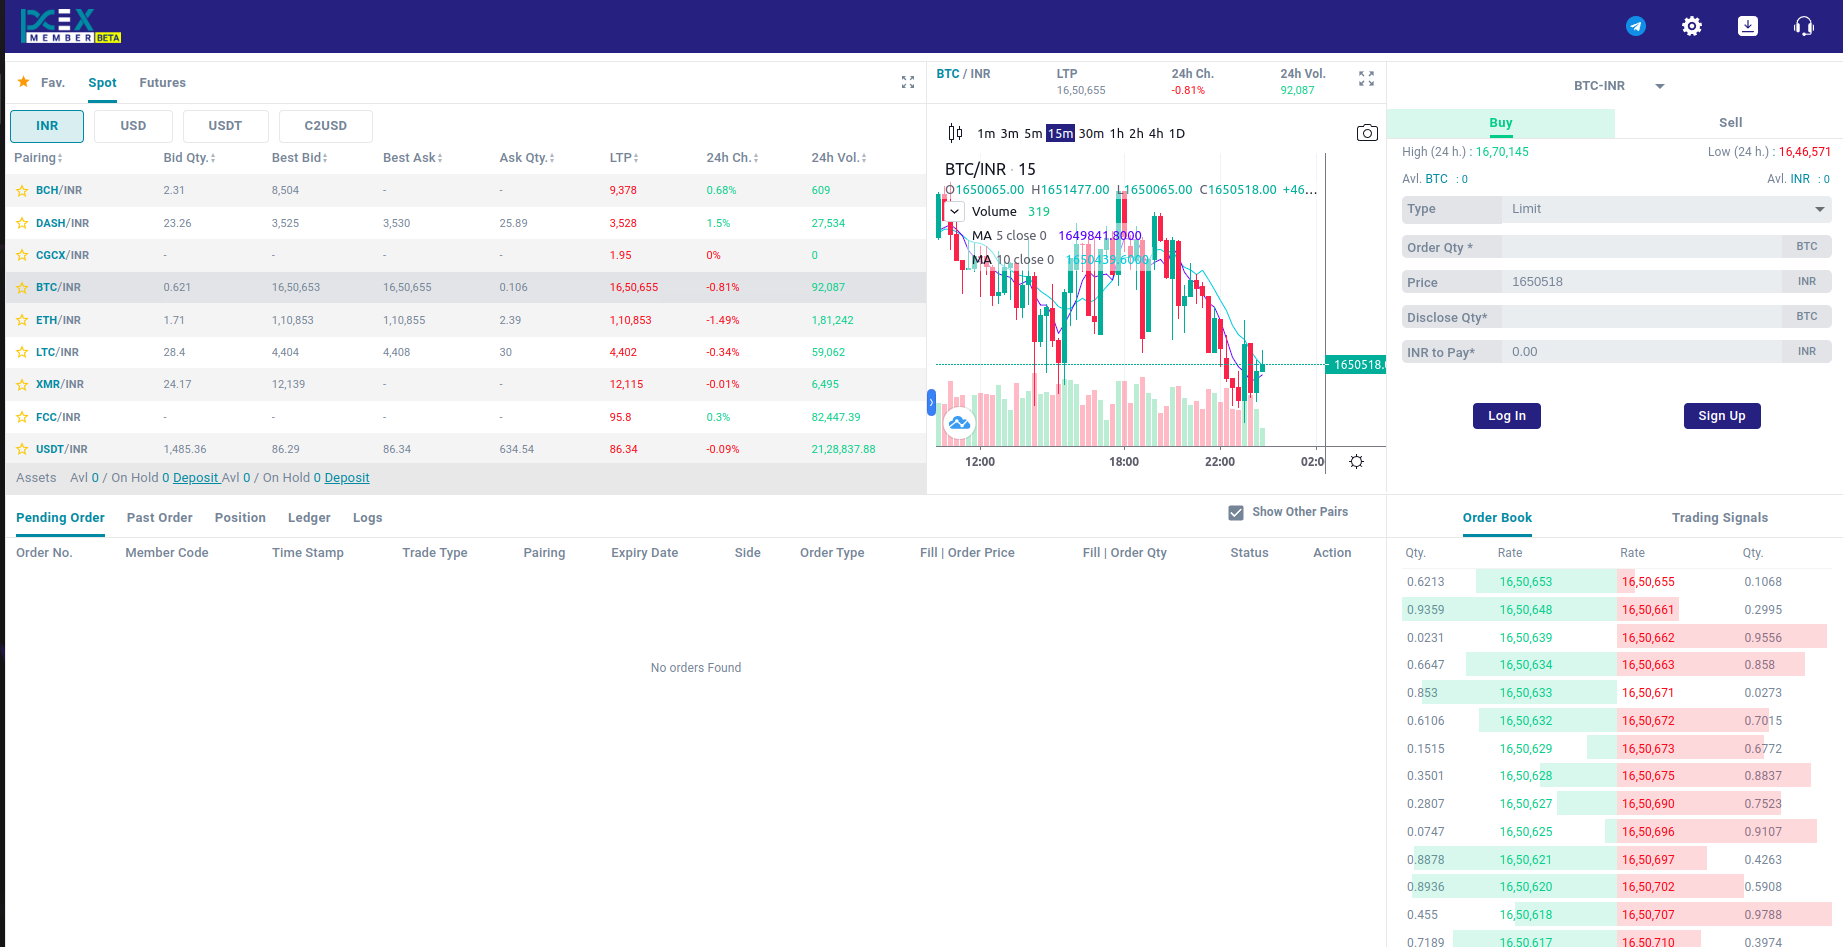 DCEX
MEMBER BETA
Fav. Spot Futures
INR USD USDT C2USD
Pairing Bid Qty. Best Bid Best Ask Ask Qty. LTP 24h Ch. 24h Vol.
BCH/INR 2.31 8,504 - - 9,378 0.68% 609
DASH/INR 23.26 3,525 3,530 25.89 3,528 1.5% 27,534
CGCX/INR - - - - 1.95 0% 0
BTC/INR 0.621 16,50,653 16,50,655 0.106 16,50,655 -0.81% 92,087
ETH/INR 1.71 1,10,853 1,10,855 2.39 1,10,853 -1.49% 1,81,242
LTC/INR 28.4 4,404 4,408 30 4,402 -0.34% 59,062
XMR/INR 24.17 12,139 - - 12,115 -0.01% 6,495
FCC/INR - - - - 95.8 0.3% 82,447.39
USDT/INR 1,485.36 86.29 86.34 634.54 86.34 -0.09% 21,28,837.88
Assets Avl 0 / On Hold 0 Deposit Avl 0 / On Hold 0 Deposit
BTC / INR LTP 24h Ch. 24h Vol.
16,50,655 -0.81% 92,087
1m 3m 5m 15m 30m 1h 2h 4h 1D
BTC/INR · 15
O1650065.00 H1651477.00 L1650065.00 C1650518.00 +46...
Volume 319
MA 5 close 0 1649841.8000
MA 10 close 0 1650439.6000
1650518.0
12:00 18:00 22:00 02:0
BTC-INR
Buy Sell
High (24 h.) : 16,70,145 Low (24 h.) : 16,46,571
Avl. BTC : 0 Avl. INR : 0
Type Limit
Order Qty * BTC
Price 1650518 INR
Disclose Qty* BTC
INR to Pay* 0.00 INR
Log In Sign Up
Pending Order Past Order Position Ledger Logs Show Other Pairs
Order No. Member Code Time Stamp Trade Type Pairing Expiry Date Side Order Type Fill | Order Price Fill | Order Qty Status Action
No orders Found
Order Book Trading Signals
Qty. Rate Rate Qty.
0.6213 16,50,653 16,50,655 0.1068
0.9359 16,50,648 16,50,661 0.2995
0.0231 16,50,639 16,50,662 0.9556
0.6647 16,50,634 16,50,663 0.858
0.853 16,50,633 16,50,671 0.0273
0.6106 16,50,632 16,50,672 0.7015
0.1515 16,50,629 16,50,673 0.6772
0.3501 16,50,628 16,50,675 0.8837
0.2807 16,50,627 16,50,690 0.7523
0.0747 16,50,625 16,50,696 0.9107
0.8878 16,50,621 16,50,697 0.4263
0.8936 16,50,620 16,50,702 0.5908
0.455 16,50,618 16,50,707 0.9788
0.7189 16,50,617 16,50,710 0.3974